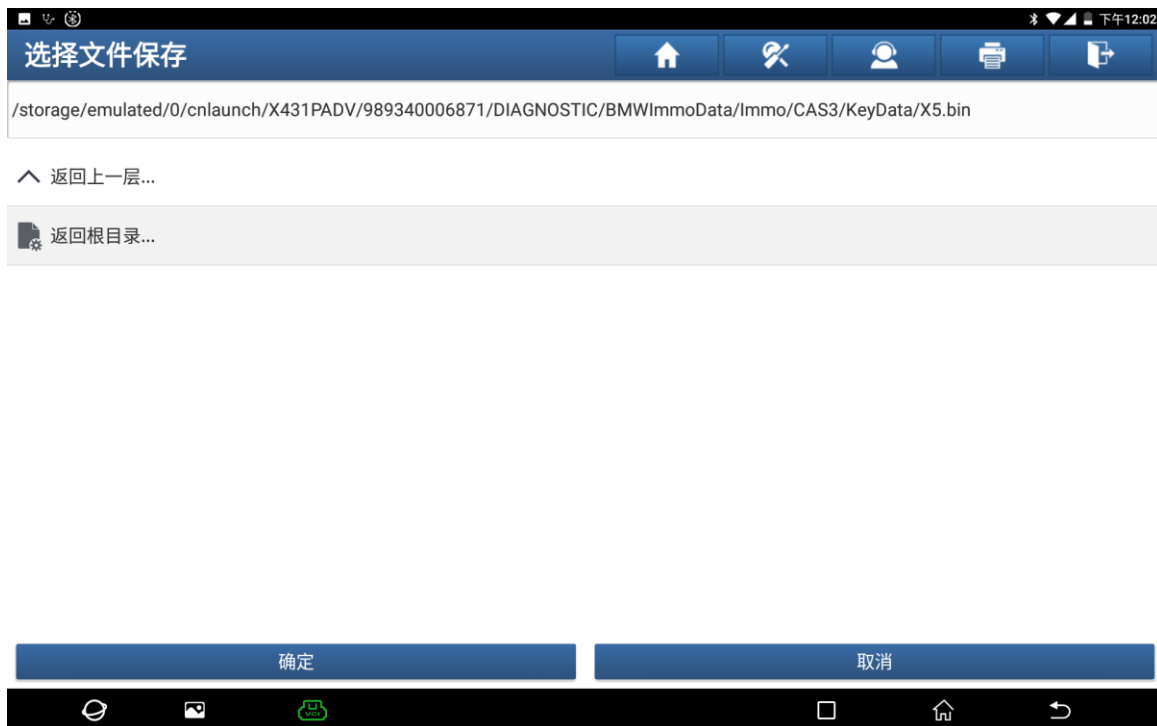 下午12:02
选择文件保存
/storage/emulated/0/cnlaunch/X431PADV/989340006871/DIAGNOSTIC/BMWImmoData/Immo/CAS3/KeyData/X5.bin
返回上一层...
返回根目录...
确定
取消
VCI